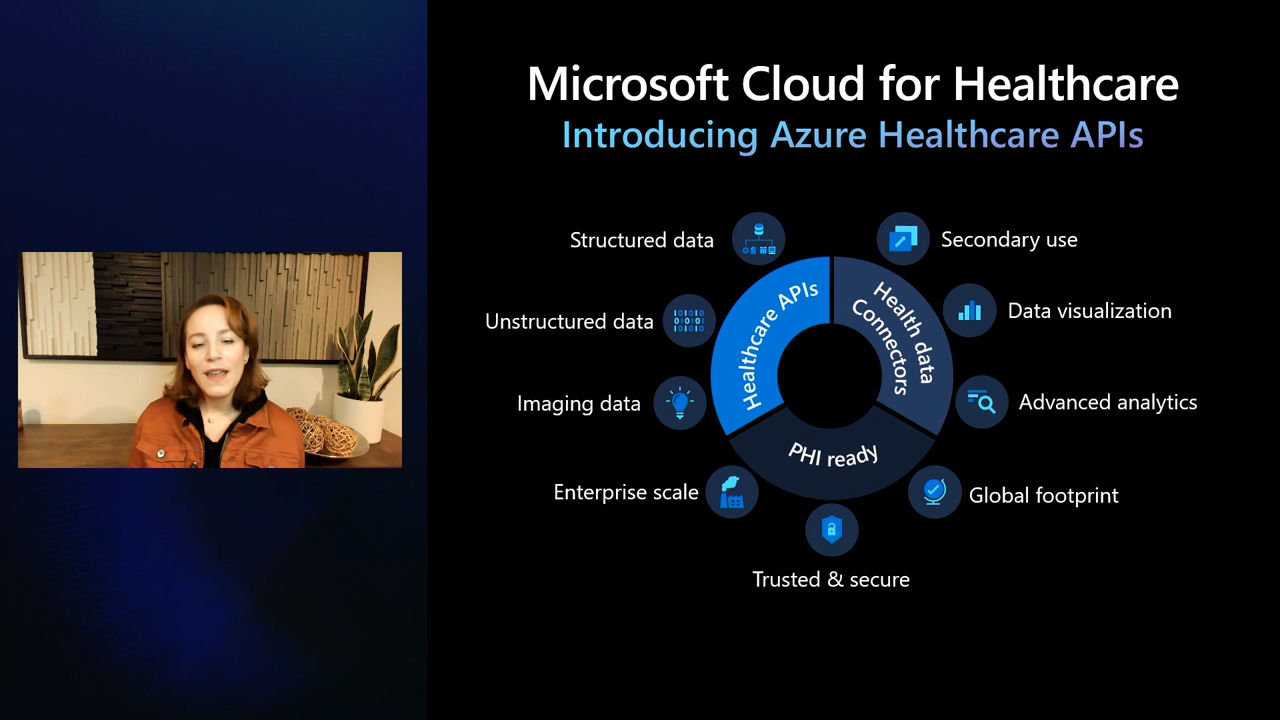 Microsoft Cloud for Healthcare
Introducing Azure Healthcare APIs
Structured data
Secondary use
Unstructured data
Data visualization
Imaging data
Advanced analytics
Enterprise scale
Global footprint
Trusted & secure
Healthcare APIs
Health data
Connectors
PHI ready